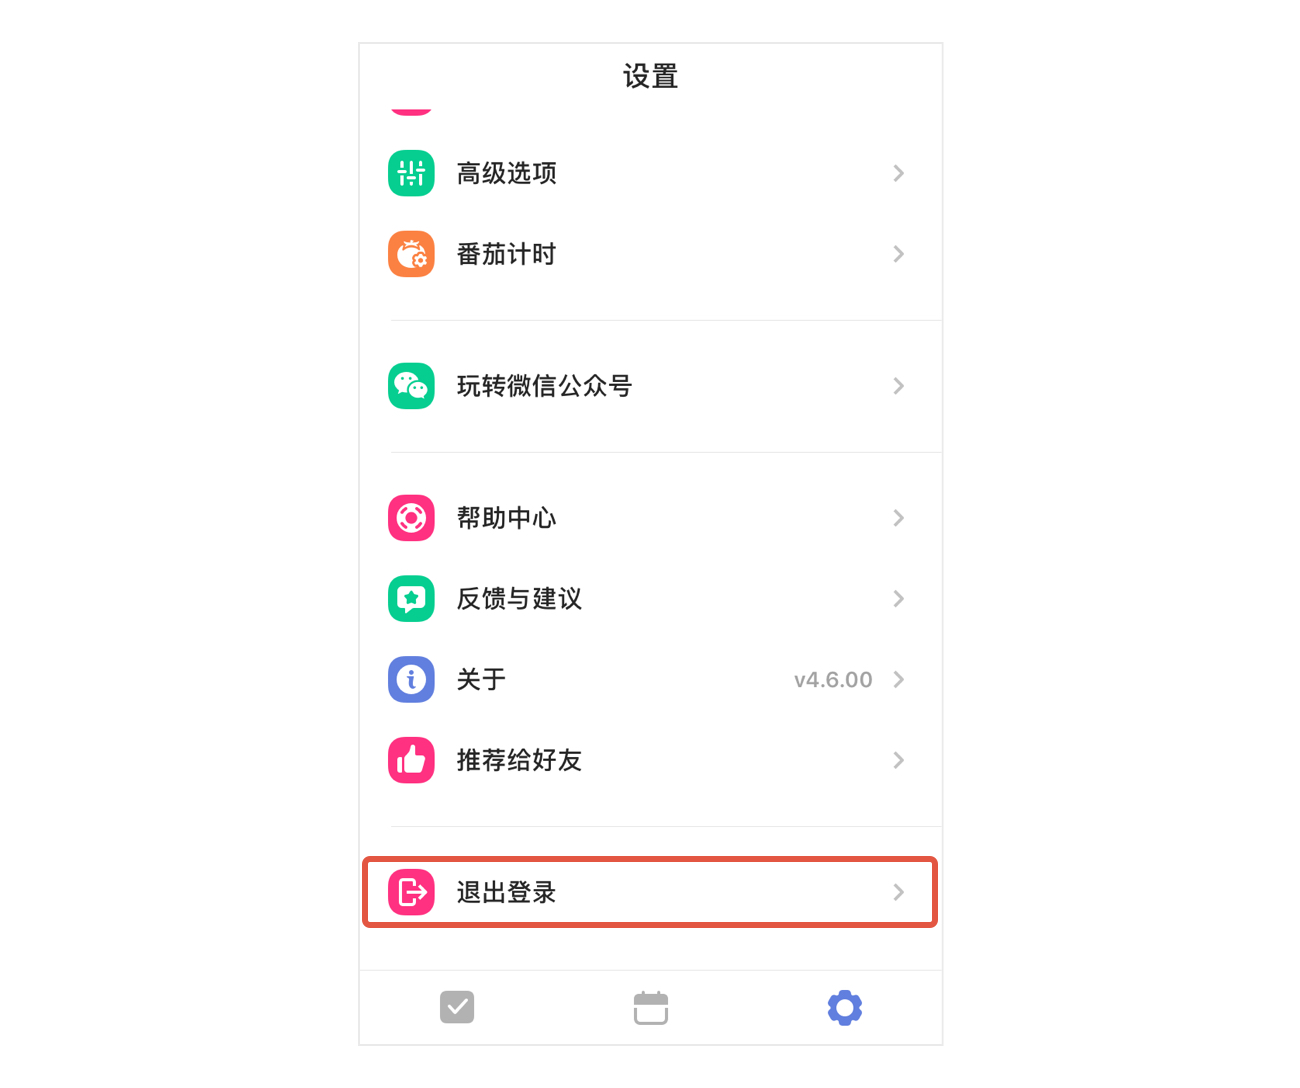 设置
高级选项
番茄计时
玩转微信公众号
帮助中心
反馈与建议
关于 v4.6.00
推荐给好友
退出登录